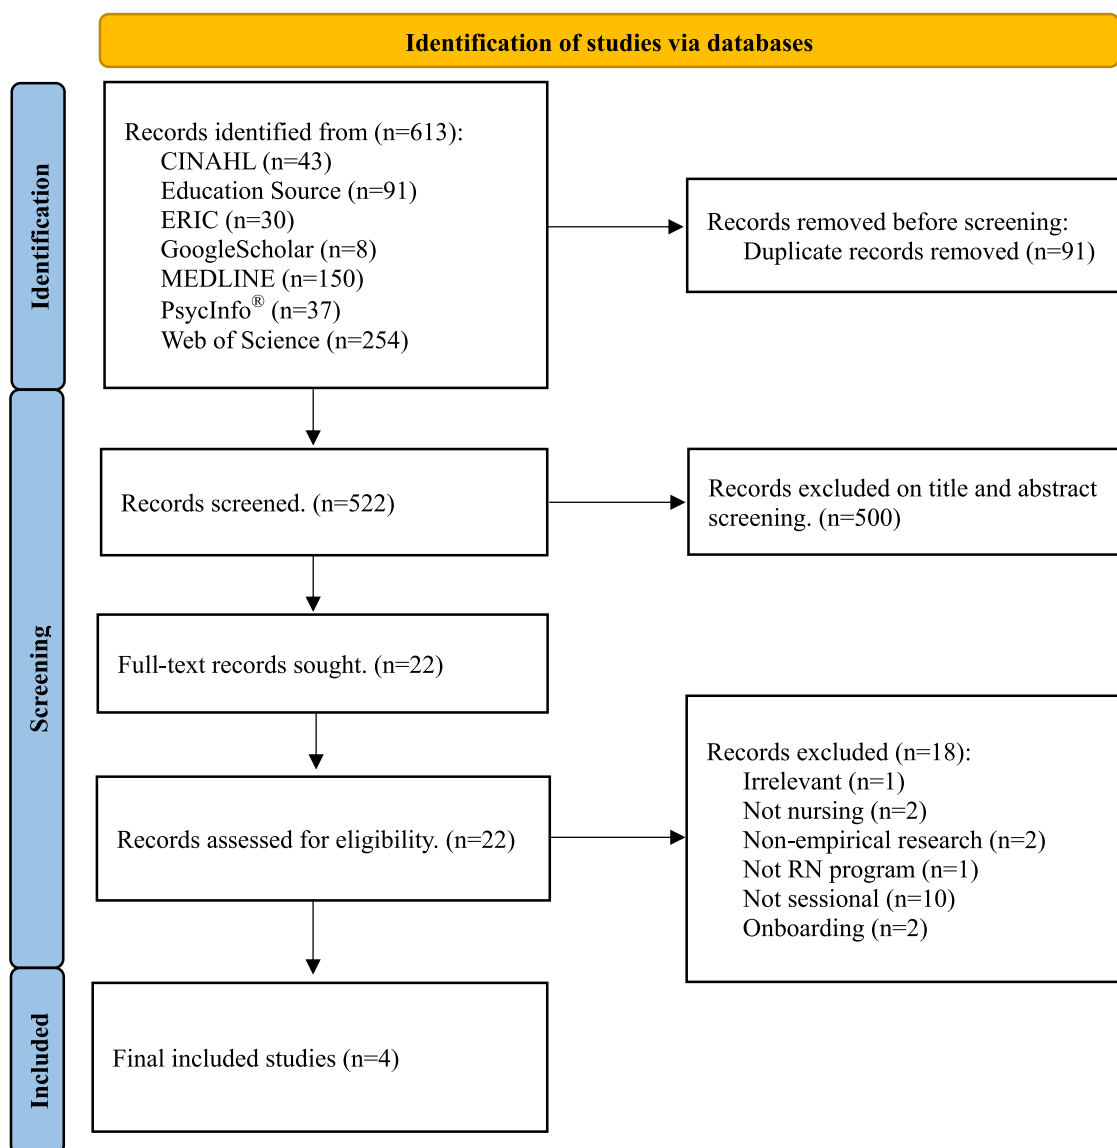 Identification of studies via databases
Identification
Records identified from (n=613):
CINAHL (n=43)
Education Source (n=91)
ERIC (n=30)
GoogleScholar (n=8)
MEDLINE (n=150)
PsycInfo® (n=37)
Web of Science (n=254)
Records removed before screening:
Duplicate records removed (n=91)
Screening
Records screened. (n=522)
Records excluded on title and abstract
screening. (n=500)
Full-text records sought. (n=22)
Records assessed for eligibility. (n=22)
Records excluded (n=18):
Irrelevant (n=1)
Not nursing (n=2)
Non-empirical research (n=2)
Not RN program (n=1)
Not sessional (n=10)
Onboarding (n=2)
Included
Final included studies (n=4)